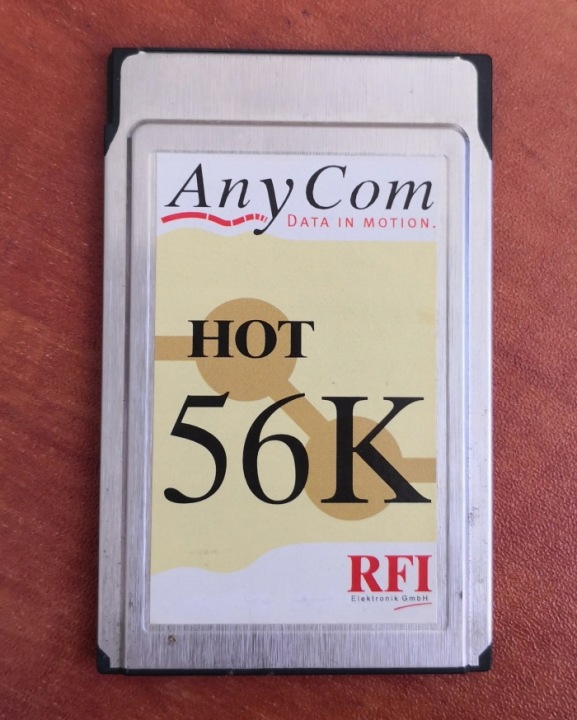 AnyCom
DATA IN MOTION.
HOT
56K
RFI
Elektronik GmbH